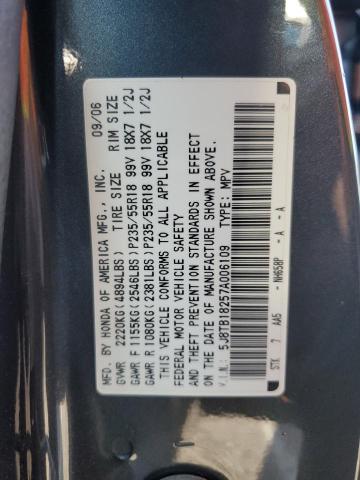 MFD. BY HONDA OF AMERICA MFG., INC. 09/06
GVWR 2220KG(4894LBS) TIRE SIZE RIM SIZE
GAWR F 1155KG(2546LBS)P235/55R18 99V 18X7 1/2J
GAWR R 1080KG(2381LBS)P235/55R18 99V 18X7 1/2J
THIS VEHICLE CONFORMS TO ALL APPLICABLE
FEDERAL MOTOR VEHICLE SAFETY
AND THEFT PREVENTION STANDARDS IN EFFECT
ON THE DATE OF MANUFACTURE SHOWN ABOVE.
V.I.N.: 5J8TB18257A006109 TYPE: MPV
STK 7 AA5 - NH658P - A - A